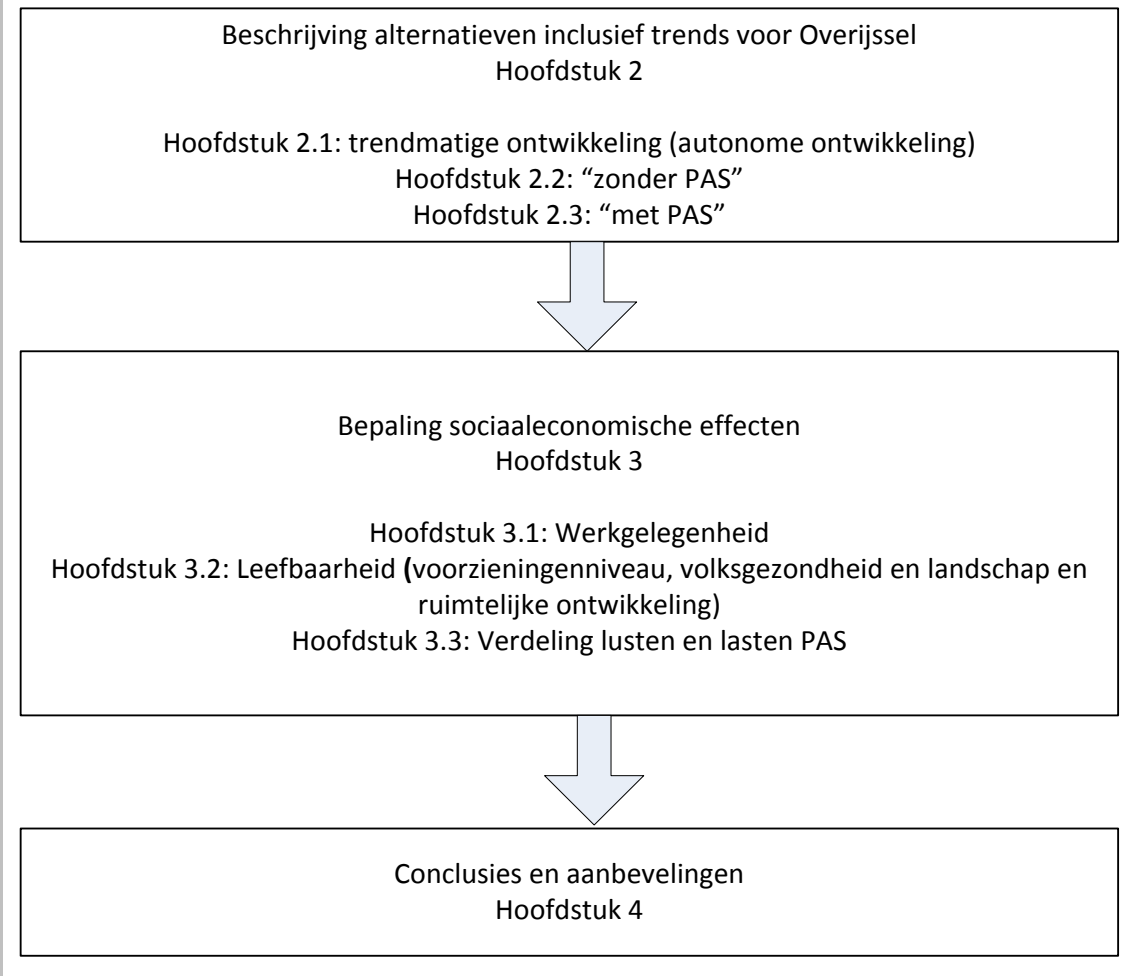 Beschrijving alternatieven inclusief trends voor Overijssel
Hoofdstuk 2
Hoofdstuk 2.1: trendmatige ontwikkeling (autonome ontwikkeling)
Hoofdstuk 2.2: “zonder PAS”
Hoofdstuk 2.3: “met PAS”
Bepaling sociaaleconomische effecten
Hoofdstuk 3
Hoofdstuk 3.1: Werkgelegenheid
Hoofdstuk 3.2: Leefbaarheid (voorzieningenniveau, volksgezondheid en landschap en
ruimtelijke ontwikkeling)
Hoofdstuk 3.3: Verdeling lusten en lasten PAS
Conclusies en aanbevelingen
Hoofdstuk 4